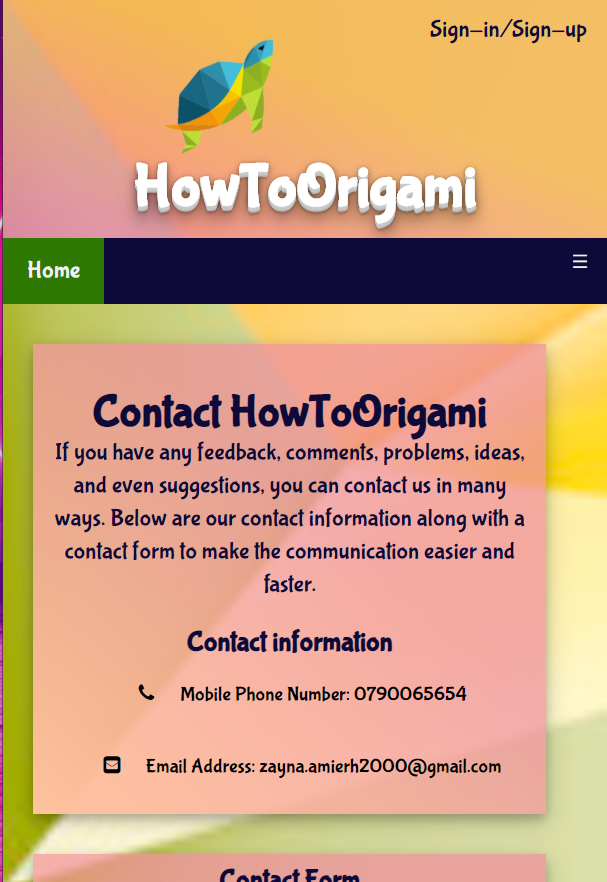 Sign-in/Sign-up
HowToOrigami
Home
Contact HowToOrigami
If you have any feedback, comments, problems, ideas,
and even suggestions, you can contact us in many
ways. Below are our contact information along with a
contact form to make the communication easier and
faster.
Contact information
Mobile Phone Number: 0790065654
Email Address: zayna.amierh2000@gmail.com
Contact Form